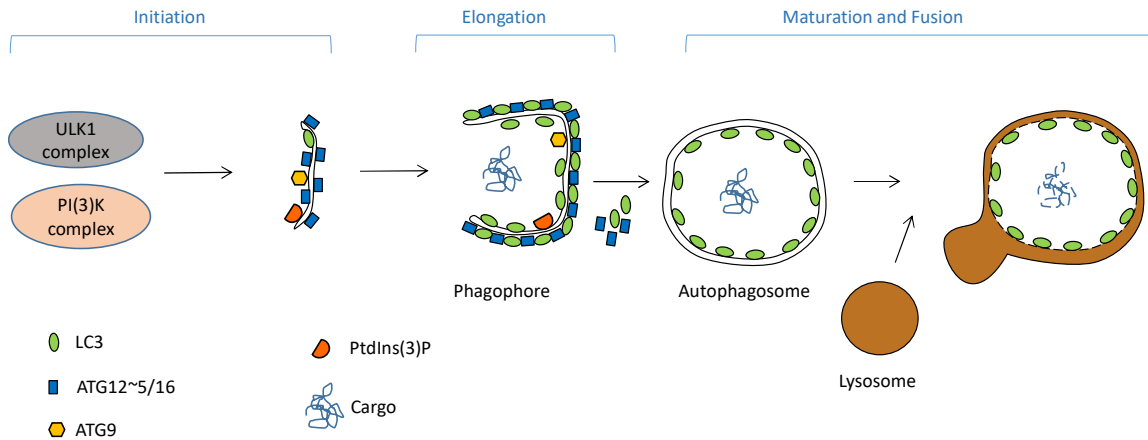 Initiation
Elongation
Maturation and Fusion
ULK1
complex
PI(3)K
complex
Phagophore
Autophagosome
Lysosome
LC3
ATG12~5/16
ATG9
PtdIns(3)P
Cargo